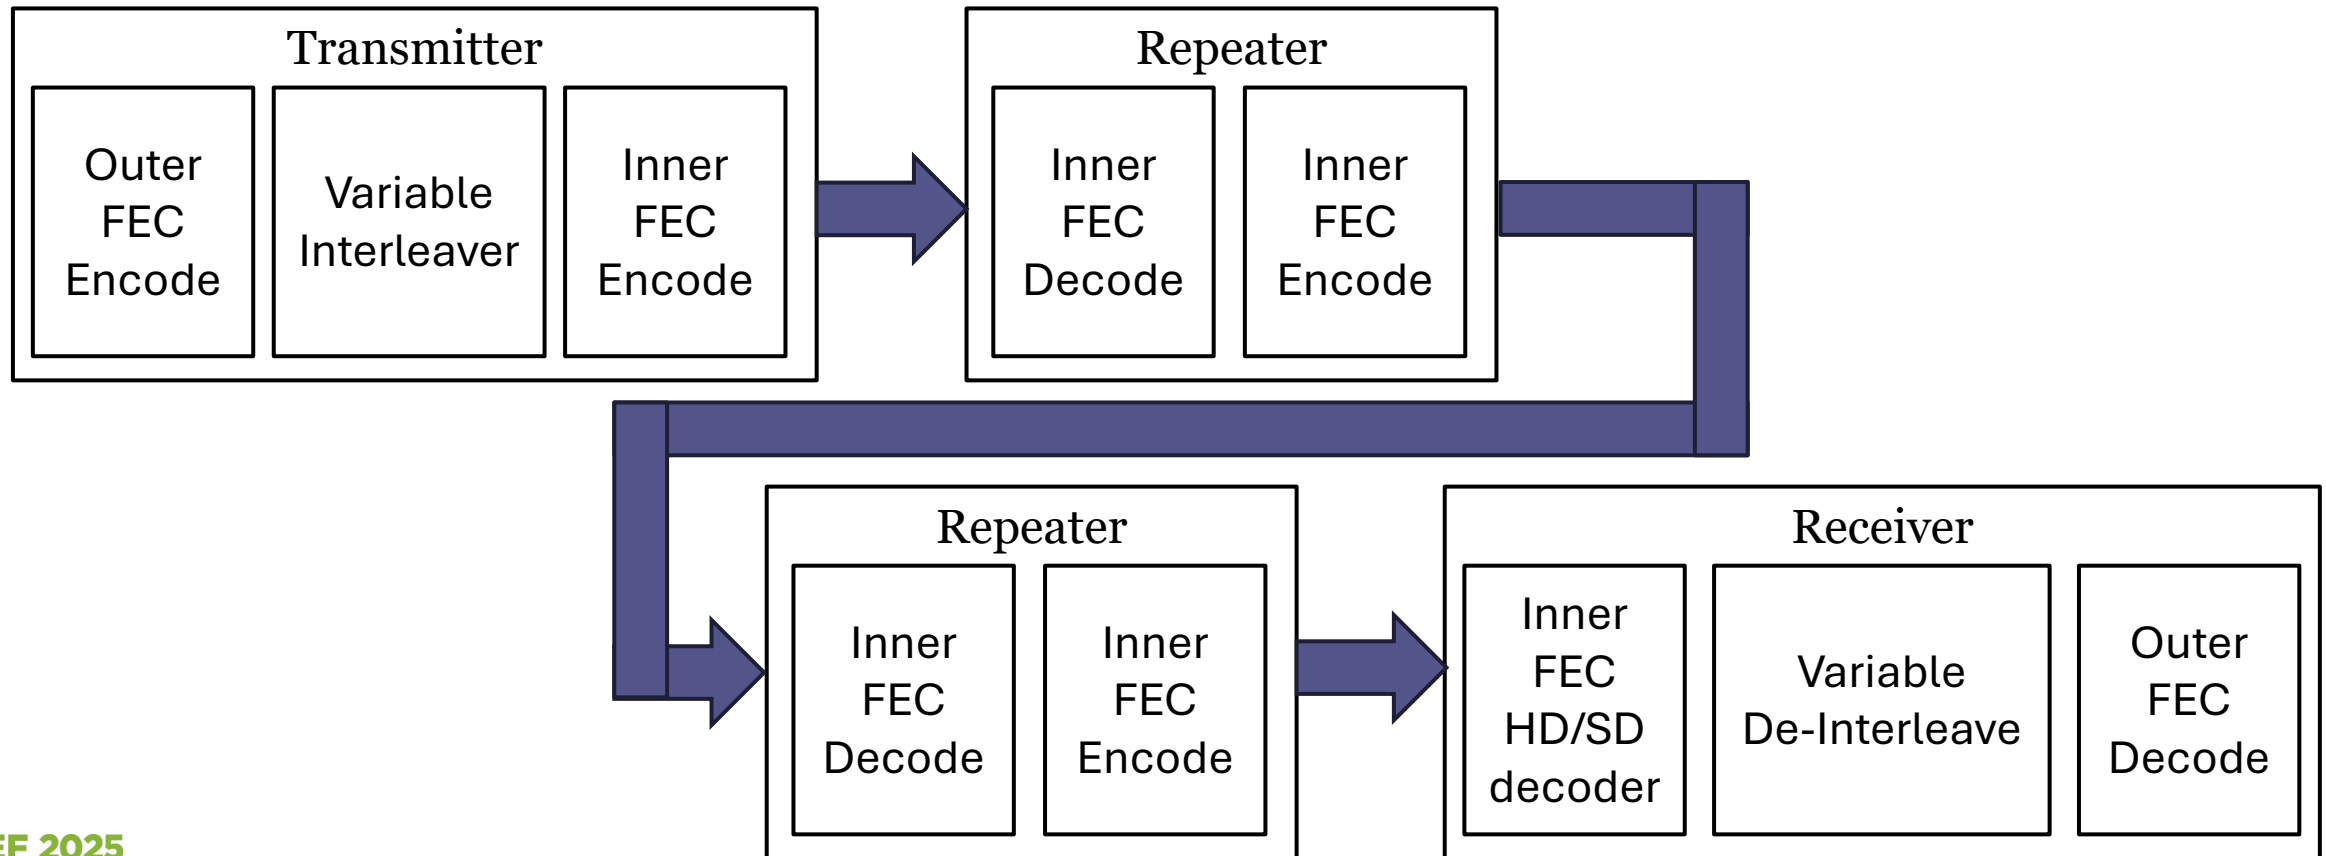 Transmitter
Outer
FEC
Encode
Variable
Interleaver
Inner
FEC
Encode
Repeater
Inner
FEC
Decode
Inner
FEC
Encode
Repeater
Inner
FEC
Decode
Inner
FEC
Encode
Receiver
Inner
FEC
HD/SD
decoder
Variable
De-Interleave
Outer
FEC
Decode
2025